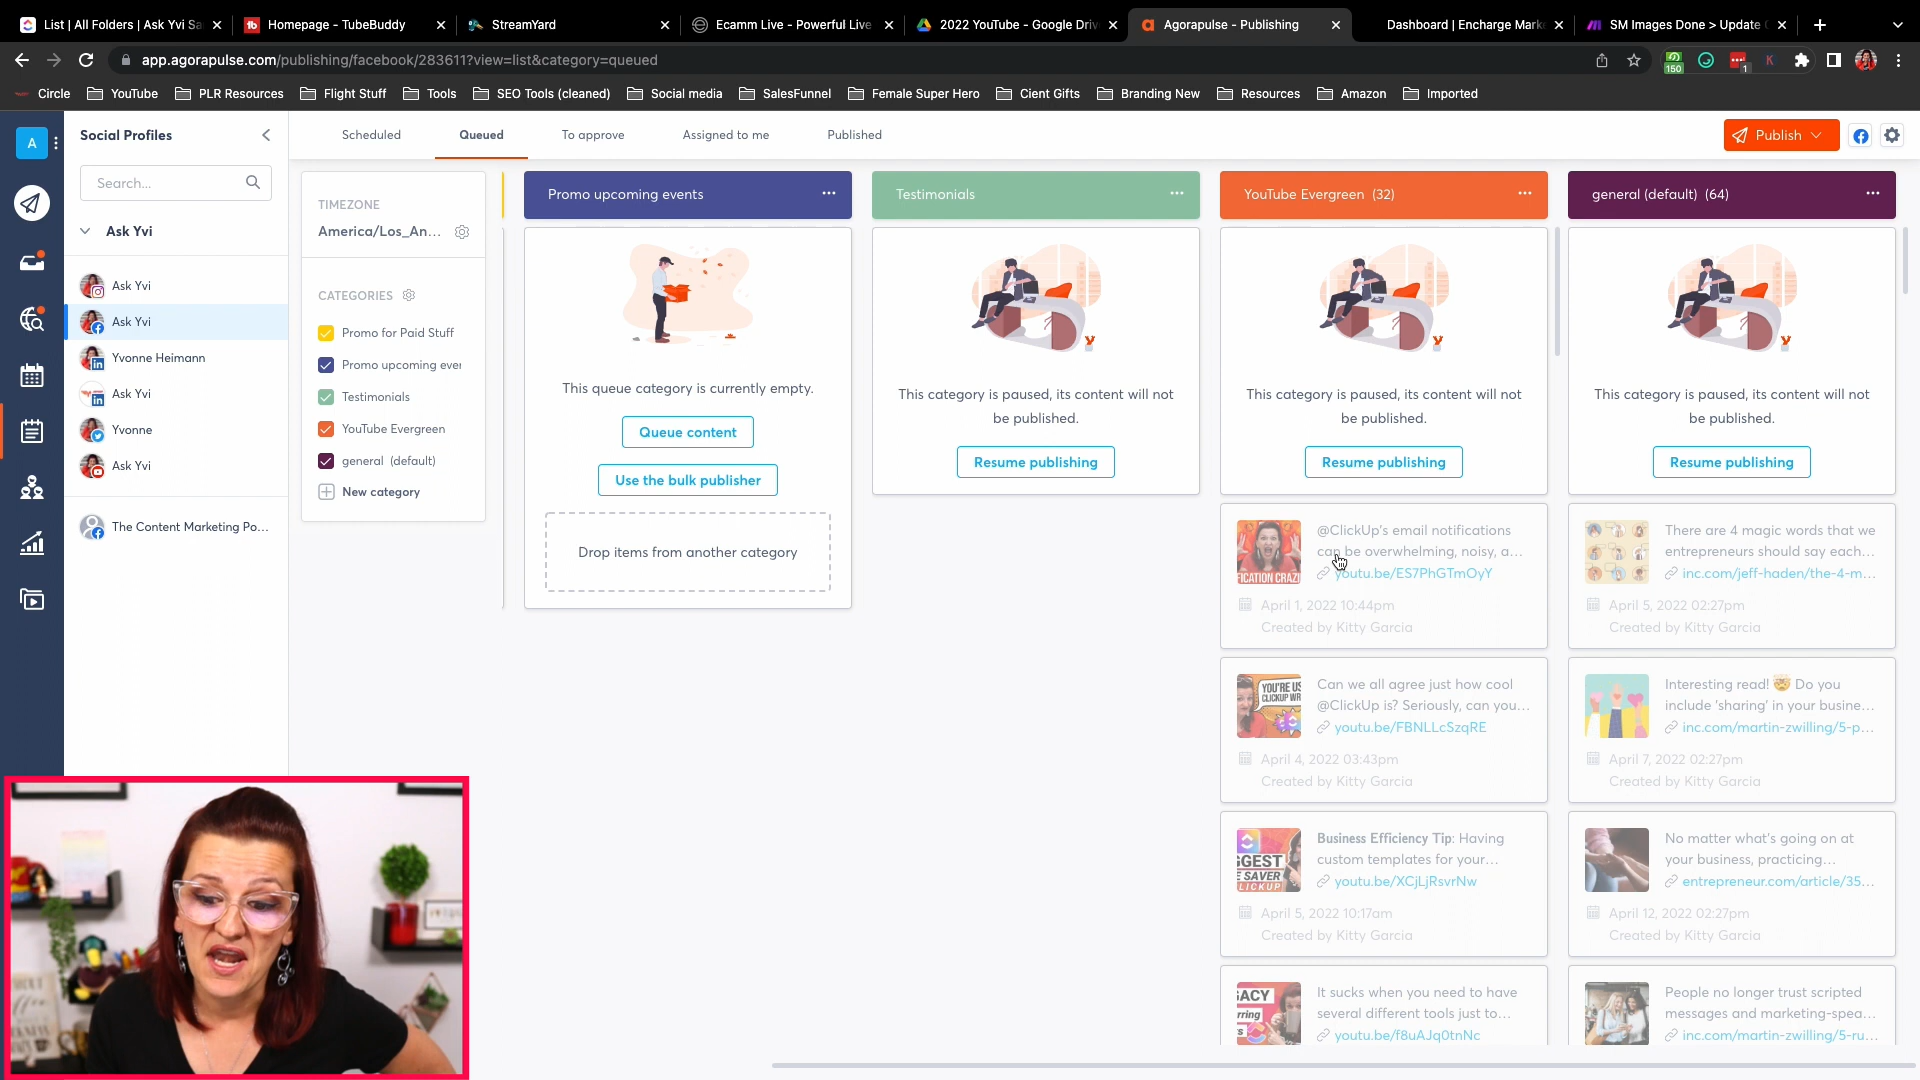 List | All Folders | Ask Yvi Sa
Homepage - TubeBuddy
StreamYard
Ecamm Live - Powerful Live
2022 YouTube - Google Driv
Agorapulse - Publishing
Dashboard | Encharge Mark
SM Images Done > Update
app.agorapulse.com/publishing/facebook/283611?view=list&category=queued
150
1
K
Circle
YouTube
PLR Resources
Flight Stuff
Tools
SEO Tools (cleaned)
Social media
SalesFunnel
Female Super Hero
Cient Gifts
Branding New
Resources
Amazon
Imported
A
Social Profiles
Search...
Ask Yvi
Ask Yvi
Ask Yvi
Yvonne Heimann
Ask Yvi
Yvonne
Ask Yvi
The Content Marketing Po...
Scheduled
Queued
To approve
Assigned to me
Published
Publish
TIMEZONE
America/Los_An...
CATEGORIES
Promo for Paid Stuff
Promo upcoming ever
Testimonials
YouTube Evergreen
general (default)
New category
Promo upcoming events
This queue category is currently empty.
Queue content
Use the bulk publisher
Drop items from another category
Testimonials
This category is paused, its content will not
be published.
Resume publishing
YouTube Evergreen (32)
This category is paused, its content will not
be published.
Resume publishing
FICATION CRAZI
@ClickUp's email notifications
can be overwhelming, noisy, a...
youtu.be/ES7PhGTmOyY
April 1, 2022 10:44pm
Created by Kitty Garcia
YOU'RE US
CLICKUP WR
Can we all agree just how cool
@ClickUp is? Seriously, can you...
youtu.be/FBNLLcSzqRE
April 4, 2022 03:43pm
Created by Kitty Garcia
GGEST
E SAVER
LICKUP
Business Efficiency Tip: Having
custom templates for your...
youtu.be/XCjLjRsvrNw
April 5, 2022 10:17am
Created by Kitty Garcia
It sucks when you need to have
several different tools just to...
youtu.be/f8uAJq0tnNc
general (default) (64)
This category is paused, its content will not
be published.
Resume publishing
There are 4 magic words that we
entrepreneurs should say each...
inc.com/jeff-haden/the-4-m...
April 5, 2022 02:27pm
Created by Kitty Garcia
Interesting read! 🤯 Do you
include 'sharing' in your busine...
inc.com/martin-zwilling/5-p...
April 7, 2022 02:27pm
Created by Kitty Garcia
No matter what's going on at
your business, practicing...
entrepreneur.com/article/35...
April 12, 2022 02:27pm
Created by Kitty Garcia
People no longer trust scripted
messages and marketing-spea...
inc.com/martin-zwilling/5-ru...